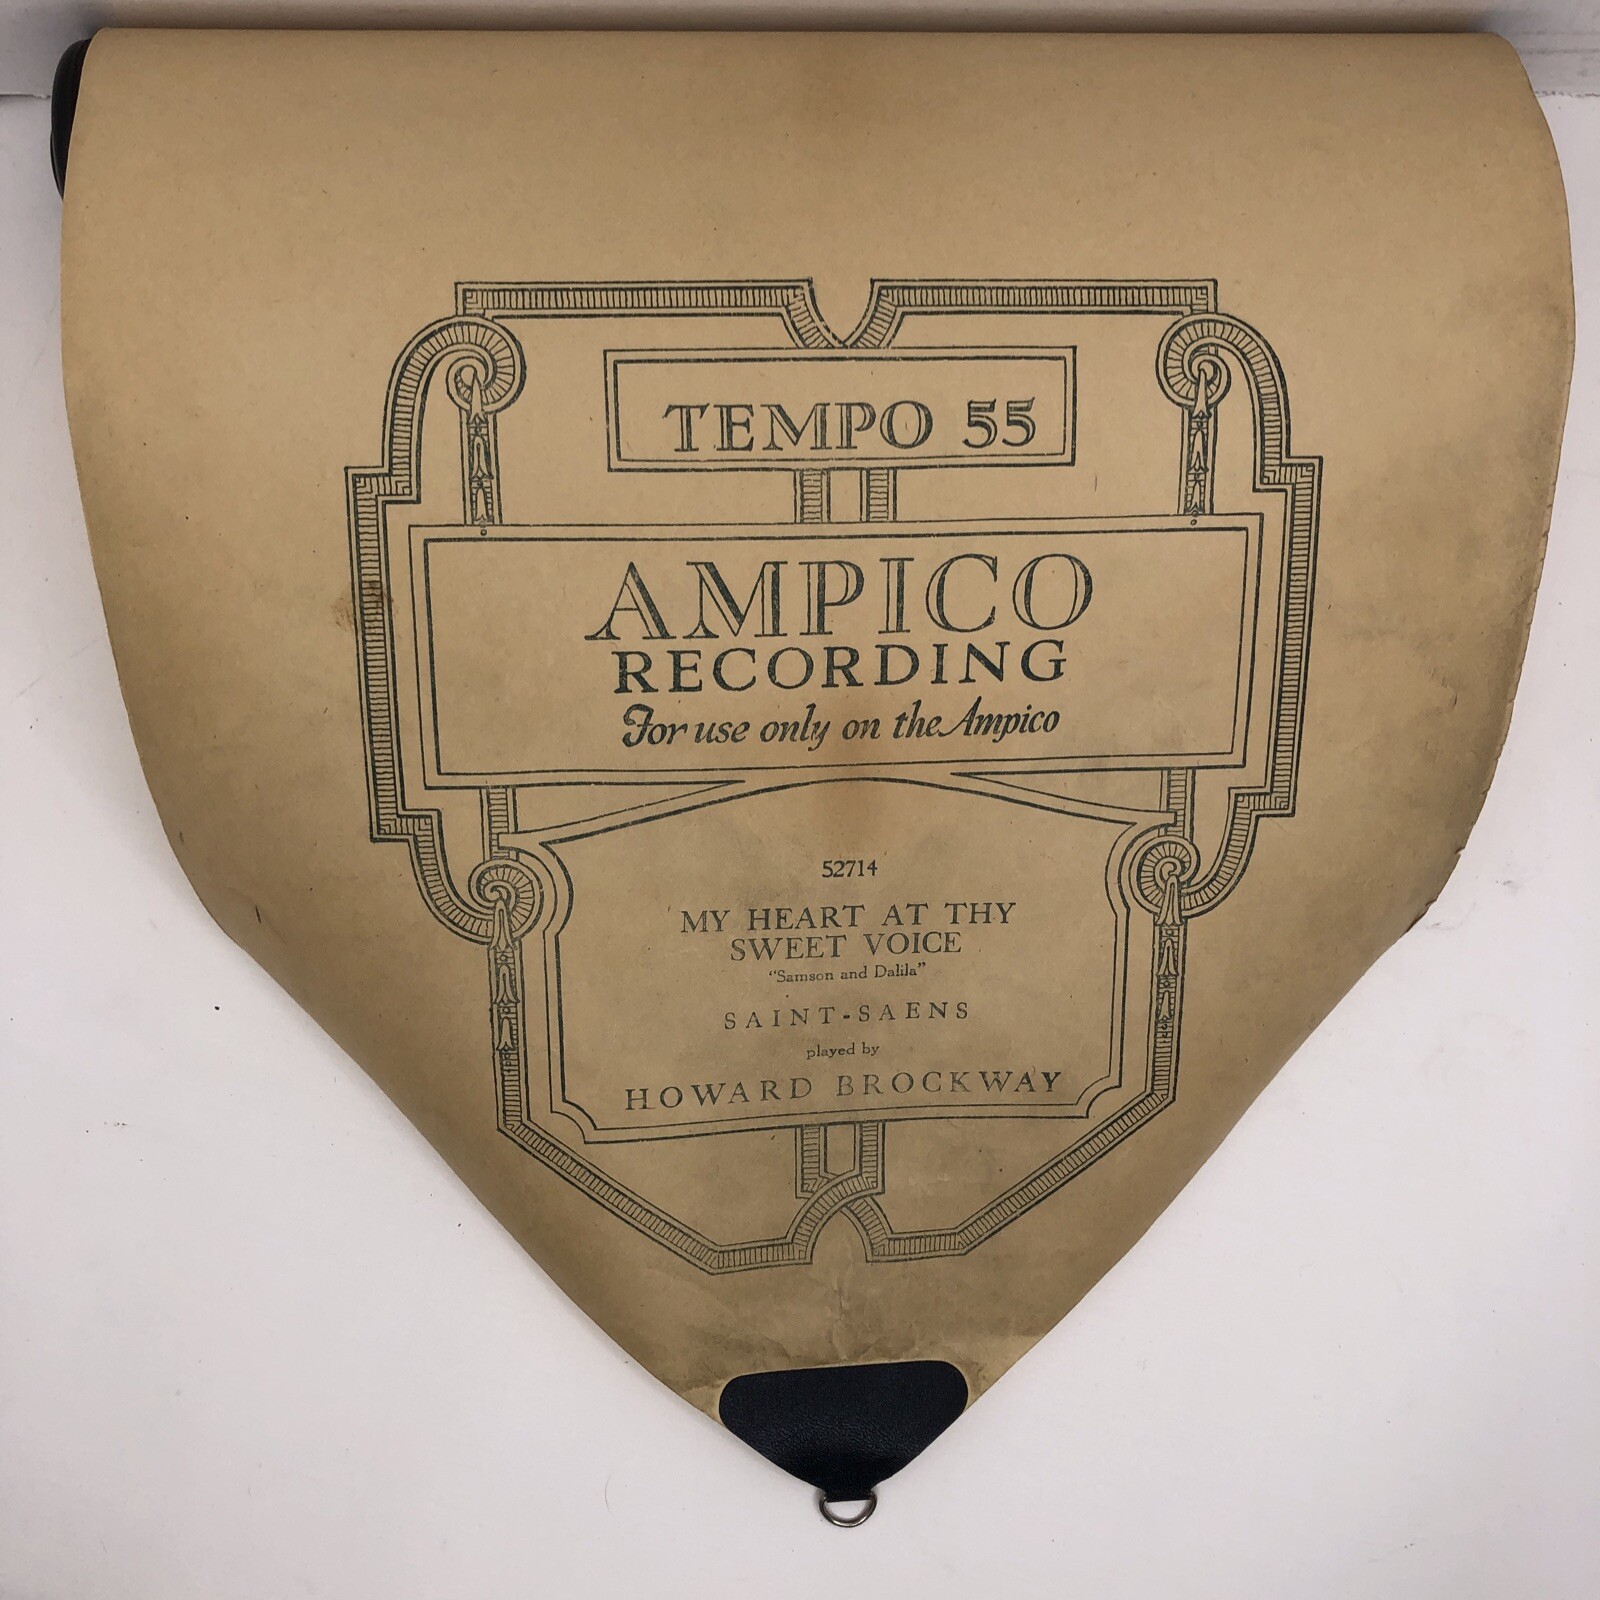 TEMPO 55
AMPICO
RECORDING
For use only on the Ampico
52714
MY HEART AT THY
SWEET VOICE
"Samson and Dalila"
SAINT-SAENS
played by
HOWARD BROCKWAY